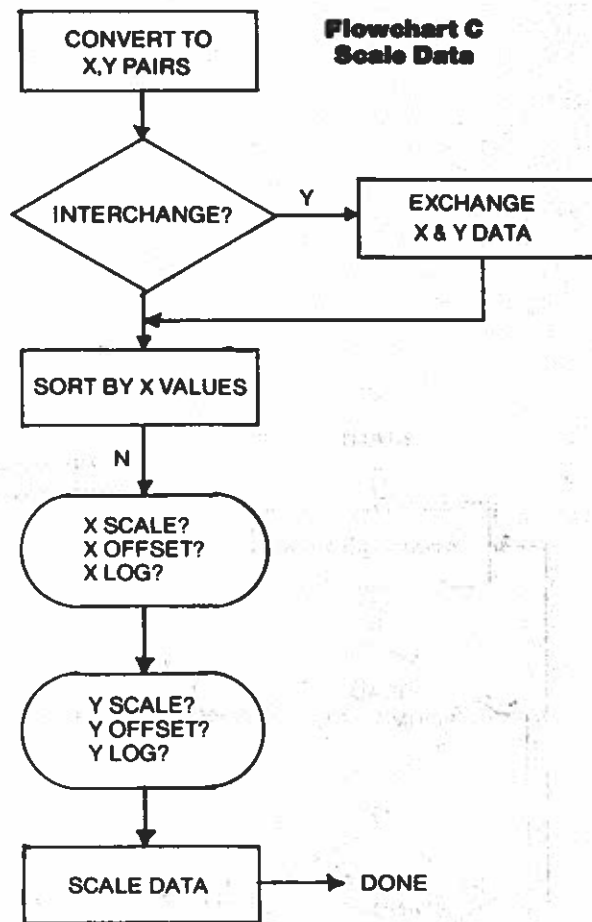 Flowchart C
Scale Data
CONVERT TO
X,Y PAIRS
INTERCHANGE?
Y
EXCHANGE
X & Y DATA
SORT BY X VALUES
N
X SCALE?
X OFFSET?
X LOG?
Y SCALE?
Y OFFSET?
Y LOG?
SCALE DATA
DONE